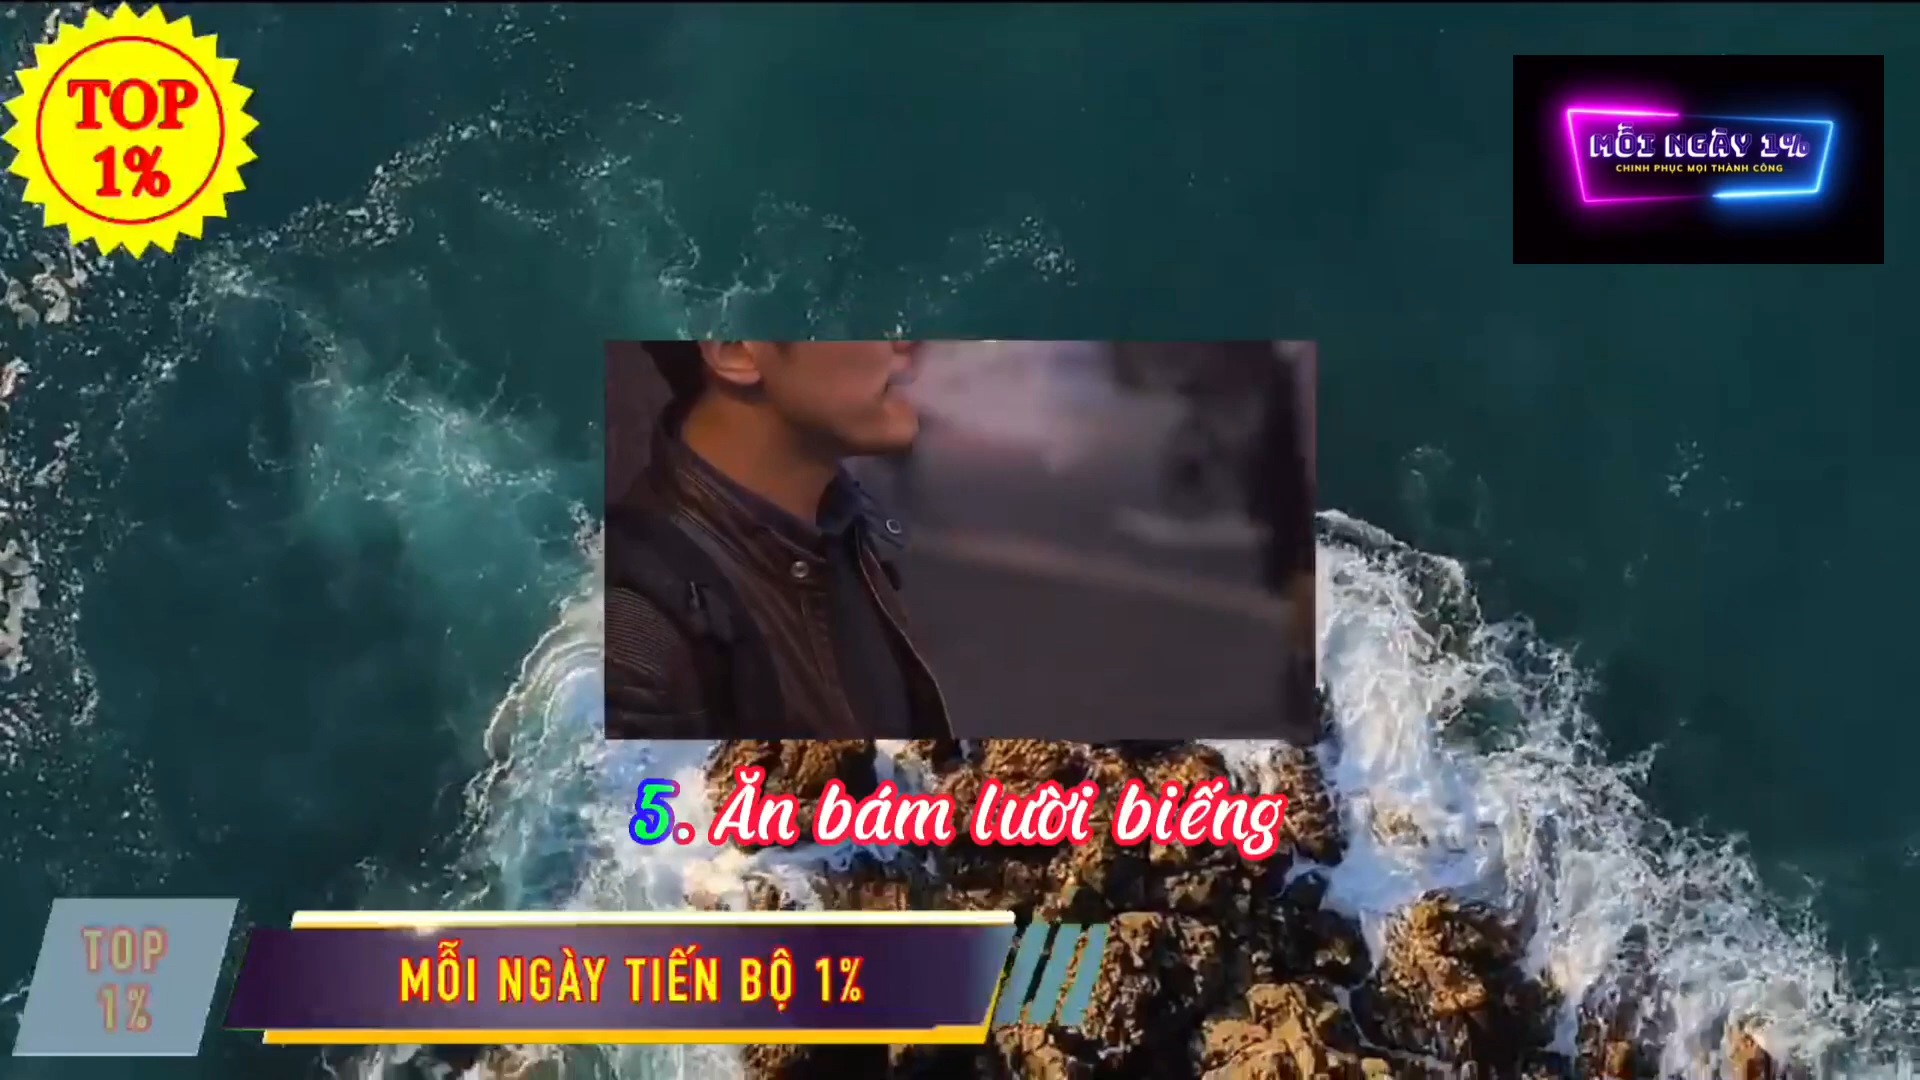 TOP
1%
MỖI NGÀY 1%
CHINH PHỤC MỌI THÀNH CÔNG
5. Ăn bám lười biếng
TOP
1%
MỖI NGÀY TIẾN BỘ 1%